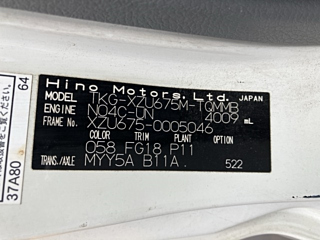 Hino Motors, Ltd. JAPAN
MODEL TKG-XZU675M-TQMMB
ENGINE N04C-UN 4009 mL
FRAME XZU675-0005046
COLOR TRIM PLANT OPTION
058 FG18 P11
TRANS./AXLE MYY5A B11A 522
64
37A80